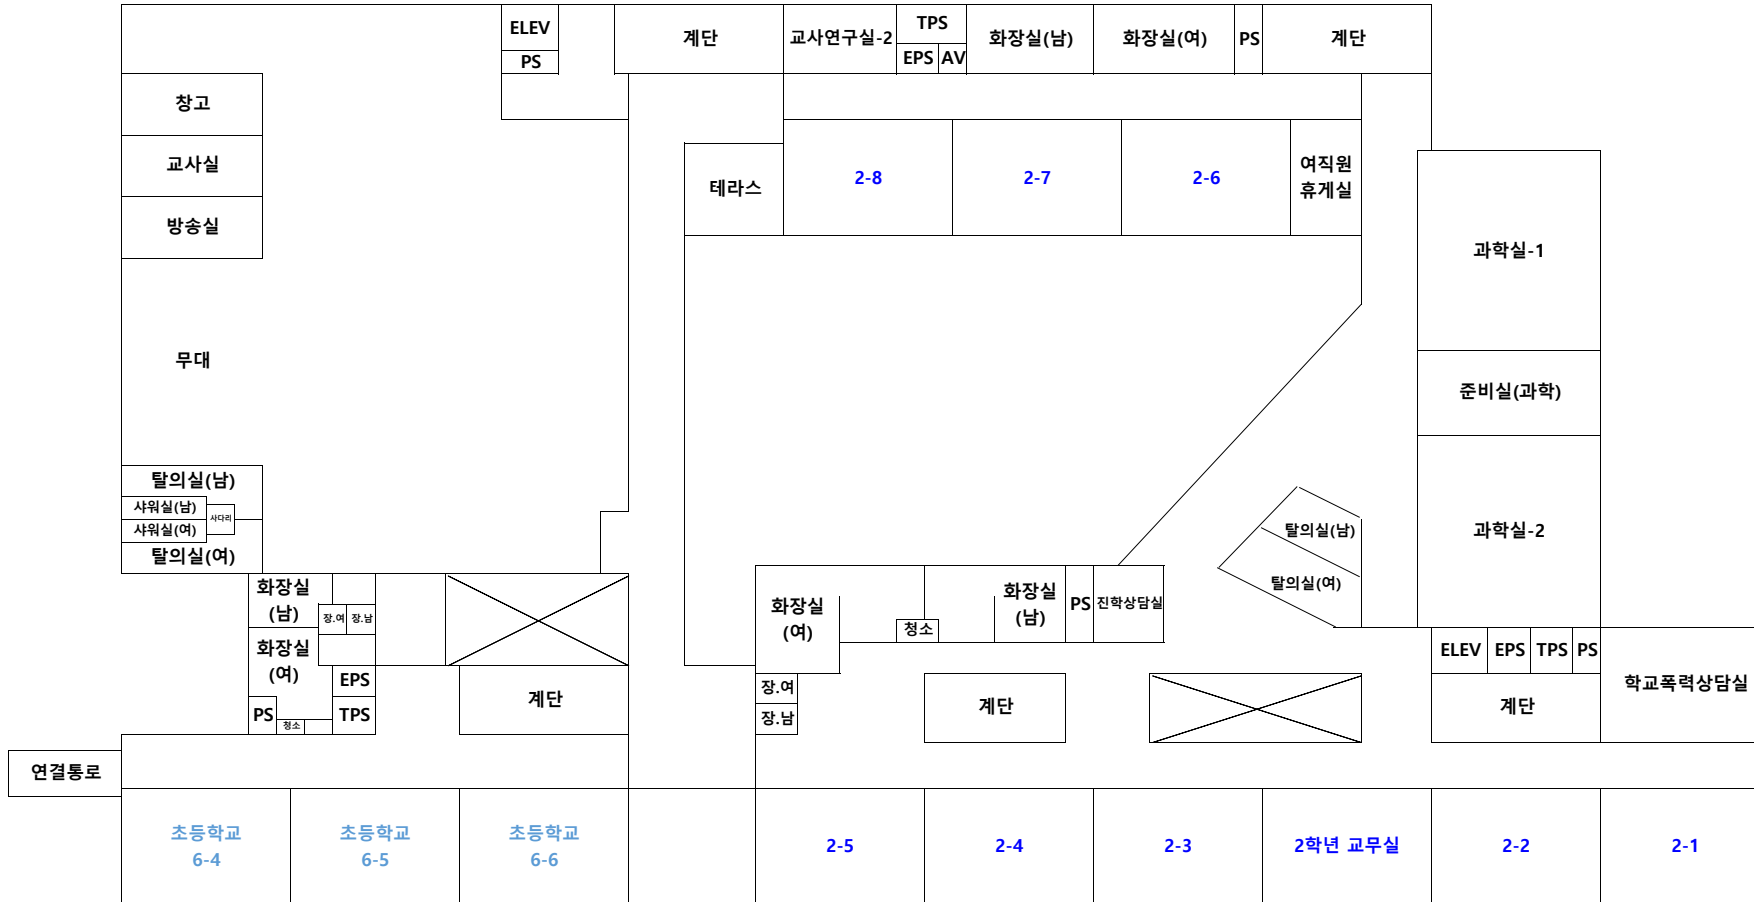 ELEV
PS
계단
교사연구실-2
TPS
EPS
AV
화장실(남)
화장실(여)
PS
계단
창고
교사실
방송실
무대
테라스
2-8
2-7
2-6
여직원
휴게실
과학실-1
준비실(과학)
과학실-2
탈의실(남)
샤워실(남)
사다리
샤워실(여)
탈의실(여)
탈의실(남)
탈의실(여)
화장실
(남)
장.여
장.남
화장실
(여)
EPS
PS
청소
TPS
계단
화장실
(여)
청소
화장실
(남)
PS
진학상담실
장.여
장.남
계단
ELEV
EPS
TPS
PS
계단
학교폭력상담실
연결통로
초등학교
6-4
초등학교
6-5
초등학교
6-6
2-5
2-4
2-3
2학년 교무실
2-2
2-1